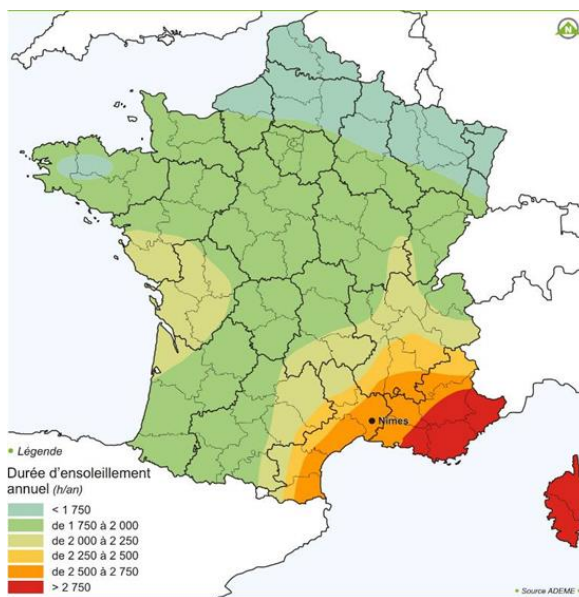 N
Nîmes
• Légende
Durée d'ensoleillement
annuel (h/an)
< 1 750
de 1 750 à 2 000
de 2 000 à 2 250
de 2 250 à 2 500
de 2 500 à 2 750
> 2 750
• Source ADEME •